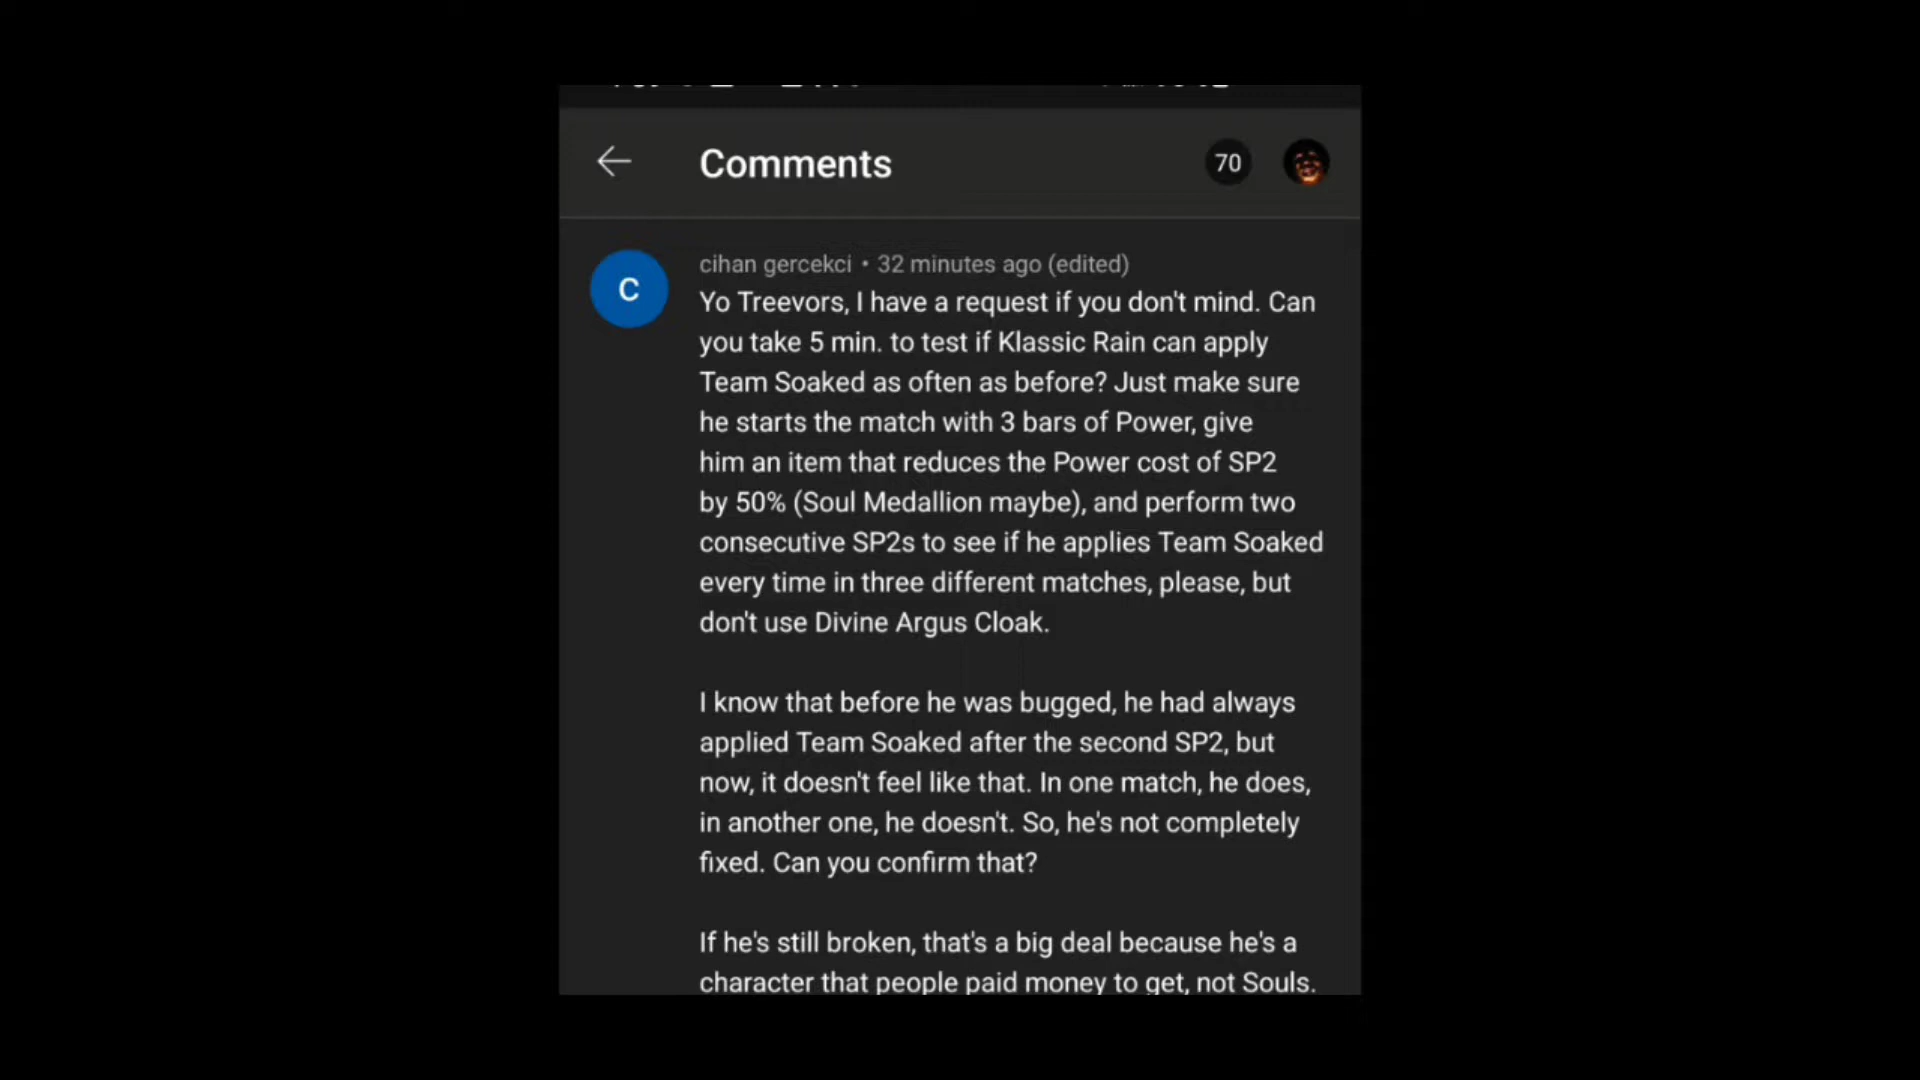 Comments
70
C
cihan gercekci • 32 minutes ago (edited)
Yo Treevors, I have a request if you don't mind. Can
you take 5 min. to test if Klassic Rain can apply
Team Soaked as often as before? Just make sure
he starts the match with 3 bars of Power, give
him an item that reduces the Power cost of SP2
by 50% (Soul Medallion maybe), and perform two
consecutive SP2s to see if he applies Team Soaked
every time in three different matches, please, but
don't use Divine Argus Cloak.
I know that before he was bugged, he had always
applied Team Soaked after the second SP2, but
now, it doesn't feel like that. In one match, he does,
in another one, he doesn't. So, he's not completely
fixed. Can you confirm that?
If he's still broken, that's a big deal because he's a
character that people paid money to get, not Souls.